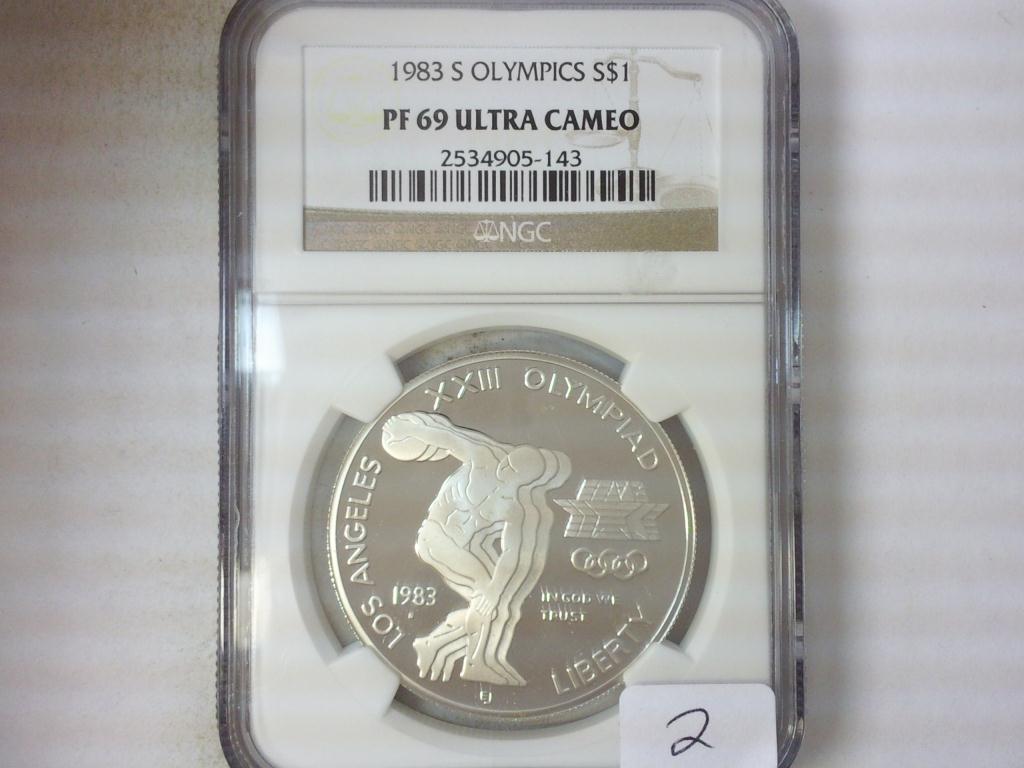 1983 S OLYMPICS S$1
PF 69 ULTRA CAMEO
2534905-143
NGC
LOS ANGELES XXIII OLYMPIAD
1983
IN GOD WE
TRUST
LIBERTY
EJ
2